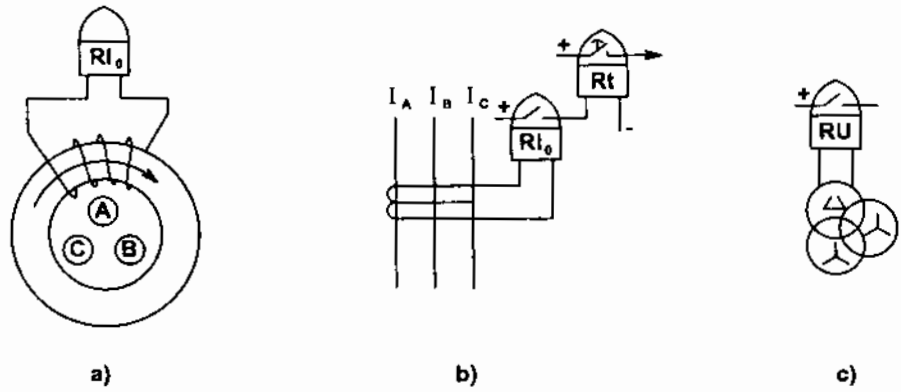 RI₀
A
C B
a)
I_A I_B I_C
+
RI₀
+
Rt
-
b)
+
RU
c)